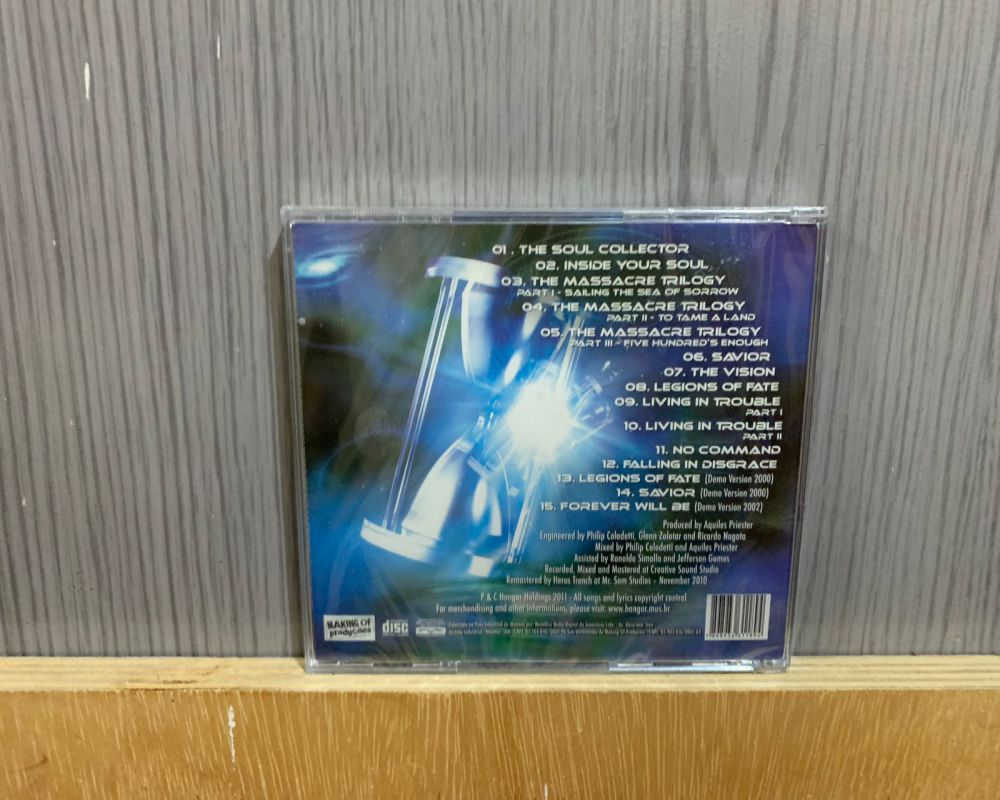 01. THE SOUL COLLECTOR
02. INSIDE YOUR SOUL
03. THE MASSACRE TRILOGY
PART I - SAILING THE SEA OF SORROW
04. THE MASSACRE TRILOGY
PART II - TO TAME A LAND
05. THE MASSACRE TRILOGY
PART III - FIVE HUNDRED'S ENOUGH
06. SAVIOR
07. THE VISION
08. LEGIONS OF FATE
09. LIVING IN TROUBLE
PART I
10. LIVING IN TROUBLE
PART II
11. NO COMMAND
12. FALLING IN DISGRACE
13. LEGIONS OF FATE (Demo Version 2000)
14. SAVIOR (Demo Version 2000)
15. FOREVER WILL BE (Demo Version 2002)
Produced by Aquiles Priester
Engineered by Philip Colodetti, Glenn Zolotar and Ricardo Nagata
Mixed by Philip Colodetti and Aquiles Priester
Assisted by Ronaldo Simolla and Jefferson Gomes
Recorded, Mixed and Mastered at Creative Sound Studio
Remastered by Heros Trench at Mr. Som Studios - November 2010
P & C Hangar Holdings 2011 - All songs and lyrics copyright control
For merchandising and other informations, please visit: www.hangar.mus.br
MAKING OF
produções
disc